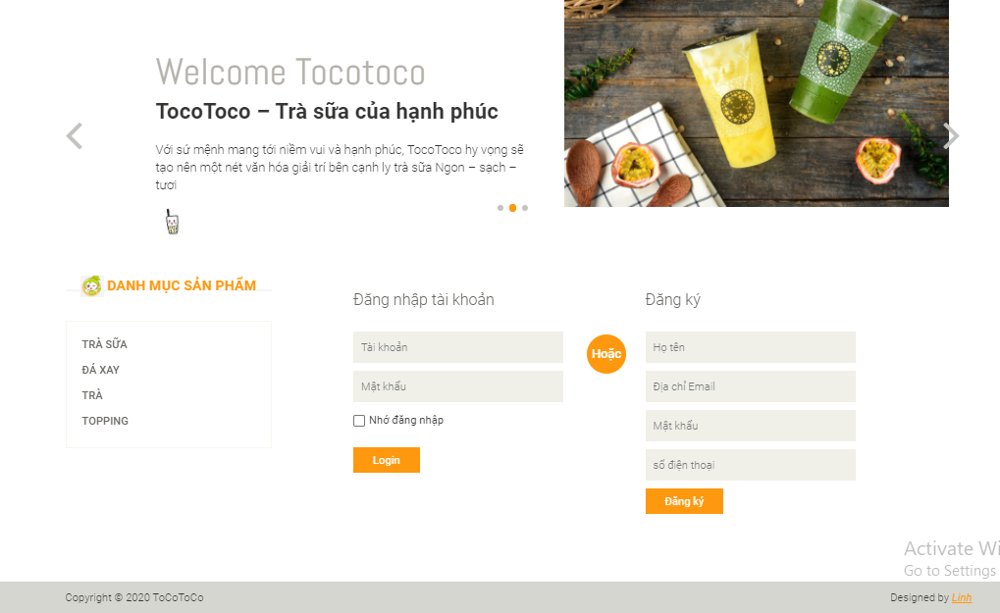 Welcome Tocotoco
TocoToco – Trà sữa của hạnh phúc
Với sứ mệnh mang tới niềm vui và hạnh phúc, TocoToco hy vọng sẽ
tạo nên một nét văn hóa giải trí bên cạnh ly trà sữa Ngon – sạch –
tươi
DANH MỤC SẢN PHẨM
TRÀ SỮA
ĐÁ XAY
TRÀ
TOPPING
Đăng nhập tài khoản
Tài khoản
Mật khẩu
Nhớ đăng nhập
Login
Hoặc
Đăng ký
Họ tên
Địa chỉ Email
Mật khẩu
số điện thoại
Đăng ký
Activate Wi
Go to Settings
Copyright © 2020 ToCoToCo
Designed by Linh